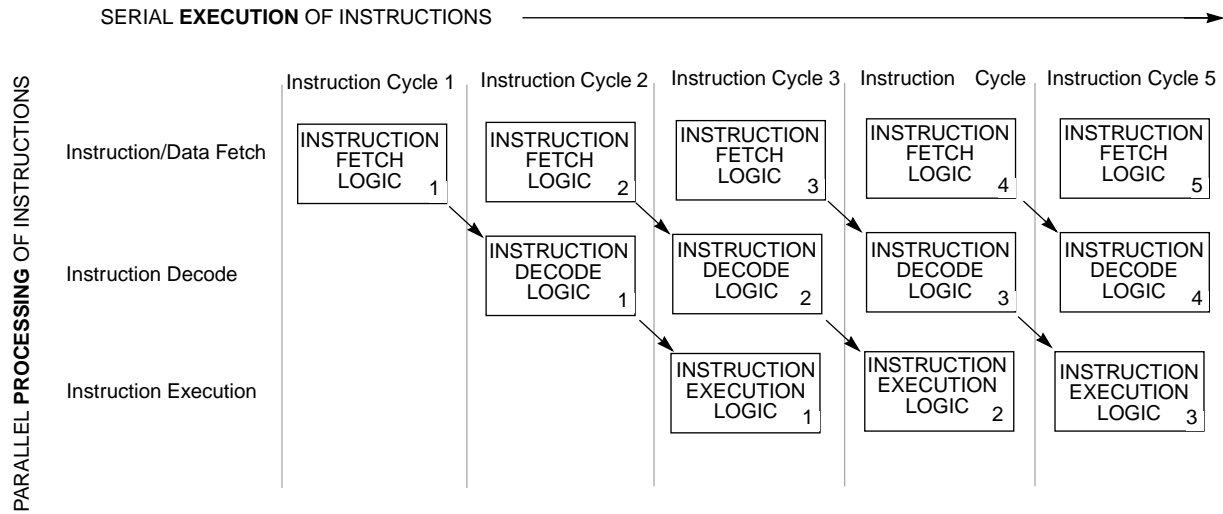 SERIAL EXECUTION OF INSTRUCTIONS
PARALLEL PROCESSING OF INSTRUCTIONS
Instruction Cycle 1
Instruction Cycle 2
Instruction Cycle 3
Instruction Cycle
Instruction Cycle 5
Instruction/Data Fetch
INSTRUCTION
FETCH
LOGIC
1
INSTRUCTION
FETCH
LOGIC
2
INSTRUCTION
FETCH
LOGIC
3
INSTRUCTION
FETCH
LOGIC
4
INSTRUCTION
FETCH
LOGIC
5
Instruction Decode
INSTRUCTION
DECODE
LOGIC
1
INSTRUCTION
DECODE
LOGIC
2
INSTRUCTION
DECODE
LOGIC
3
INSTRUCTION
DECODE
LOGIC
4
Instruction Execution
INSTRUCTION
EXECUTION
LOGIC
1
INSTRUCTION
EXECUTION
LOGIC
2
INSTRUCTION
EXECUTION
LOGIC
3